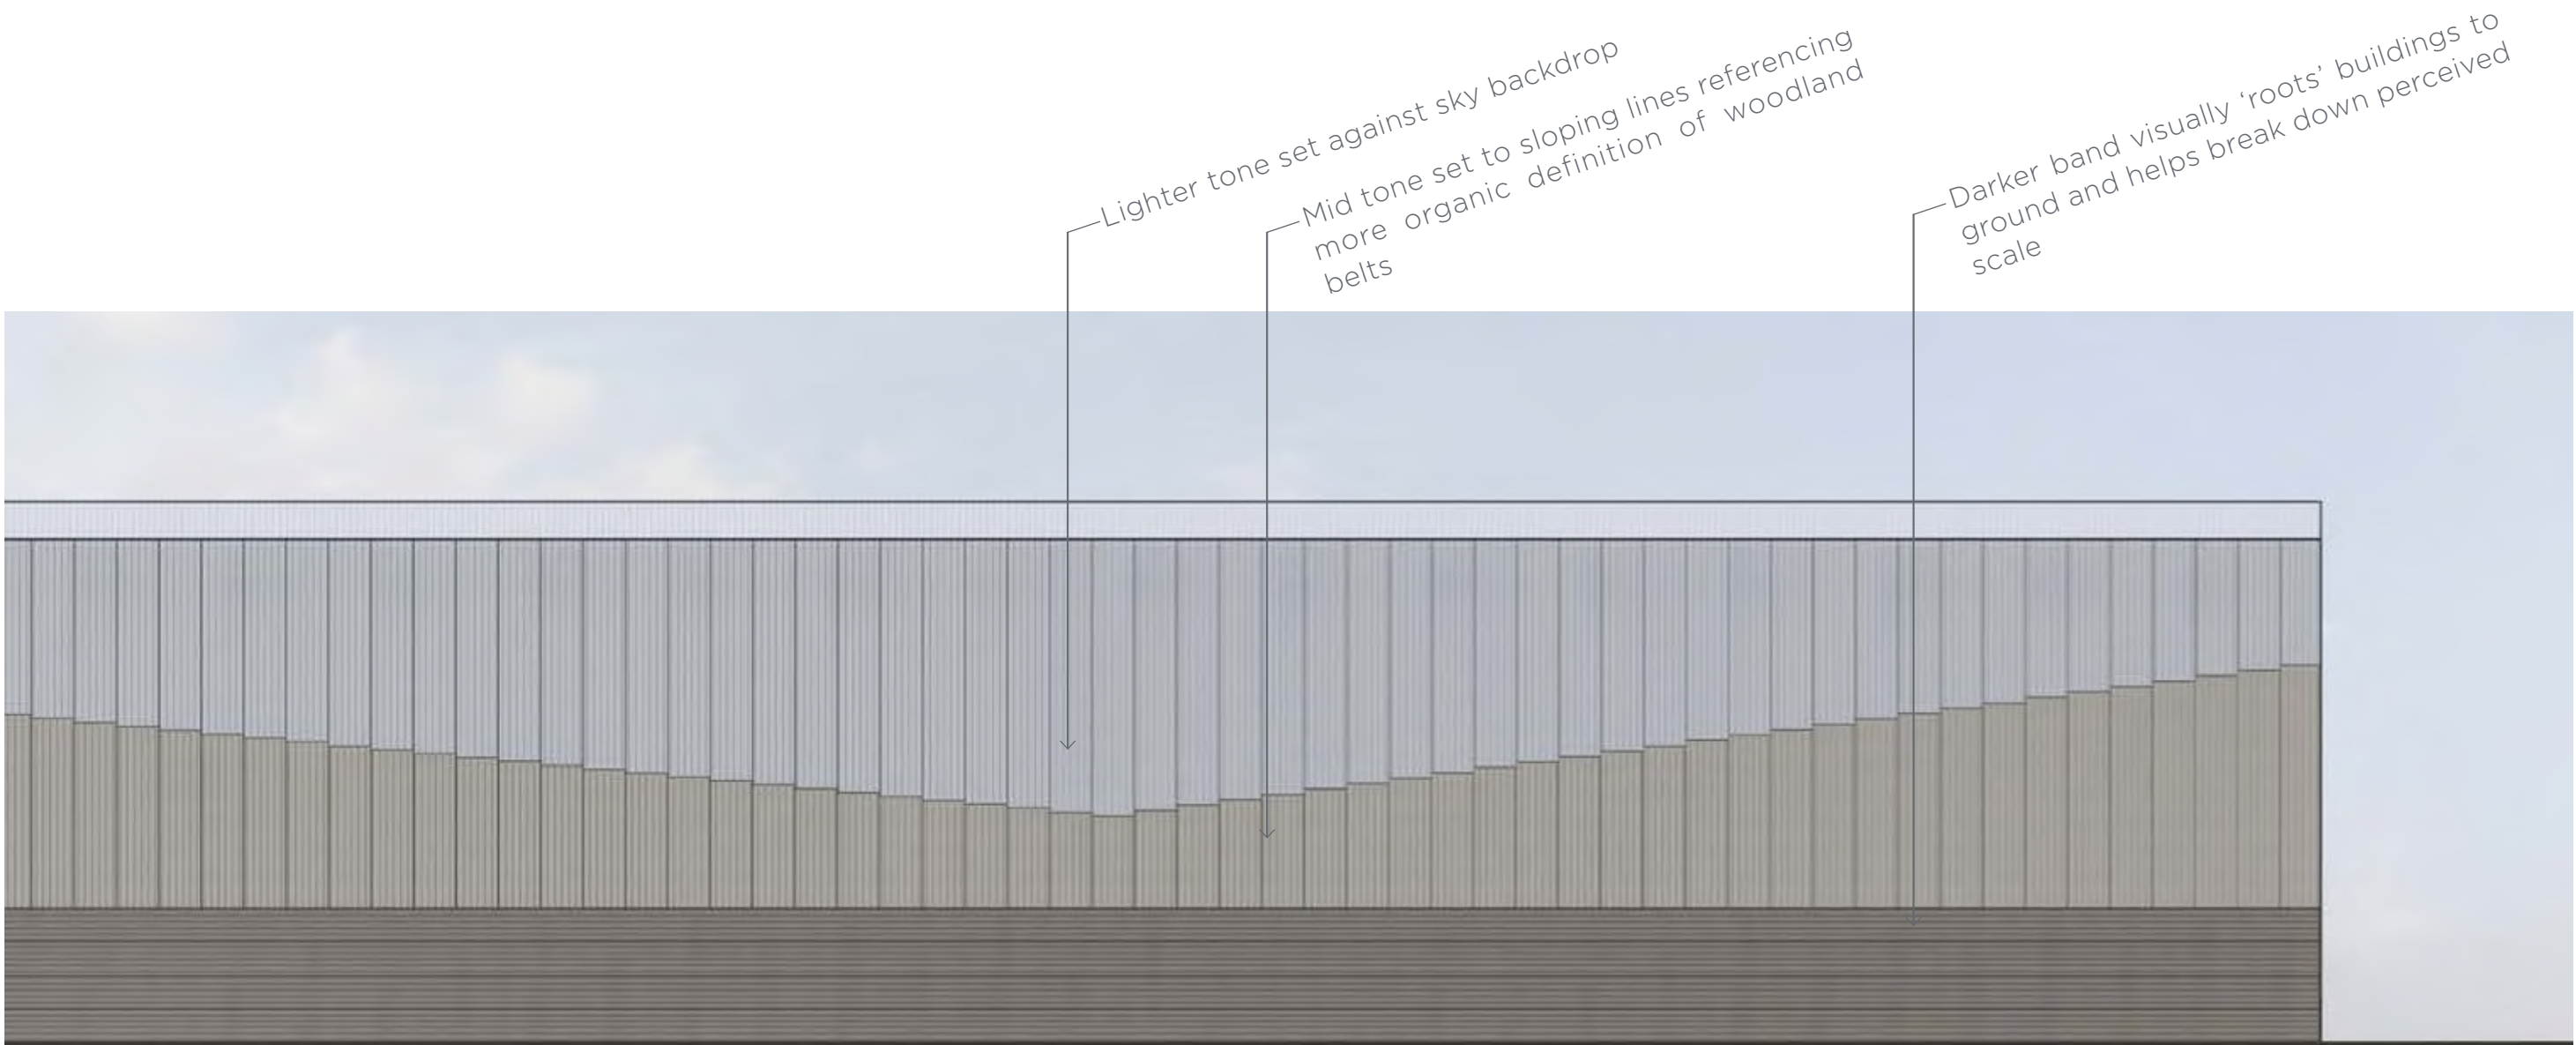 Lighter tone set against sky backdrop
Mid tone set to sloping lines referencing
more organic definition of woodland
belts
Darker band visually ‘roots’ buildings to
ground and helps break down perceived
scale